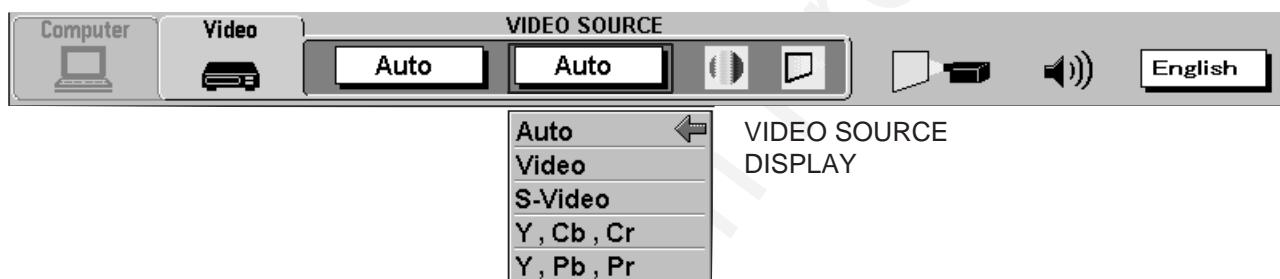 Computer
Video
VIDEO SOURCE
Auto
Auto
English
Auto
Video
S-Video
Y , Cb , Cr
Y , Pb , Pr
VIDEO SOURCE
DISPLAY